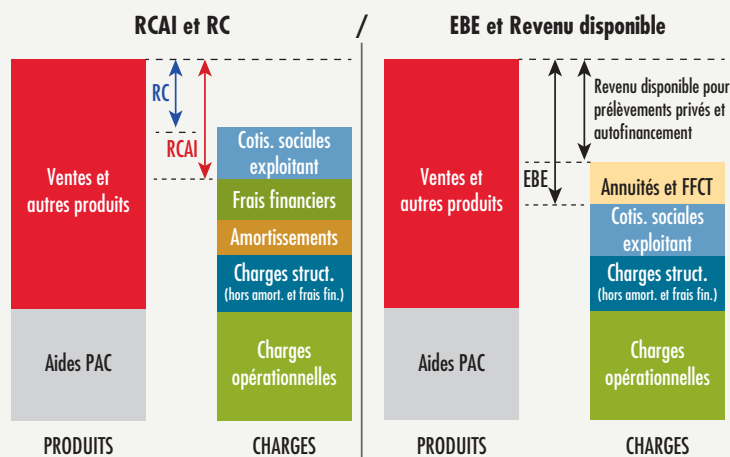 RCAI et RC
/
EBE et Revenu disponible
RC
RCAI
Ventes et
autres produits
Aides PAC
Cotis. sociales
exploitant
Frais financiers
Amortissements
Charges struct.
(hors amort. et frais fin.)
Charges
opérationnelles
PRODUITS
CHARGES
Revenu disponible pour
prélèvements privés et
autofinancement
EBE
Ventes et
autres produits
Aides PAC
Annuités et FFCT
Cotis. sociales
exploitant
Charges struct.
(hors amort. et frais fin.)
Charges
opérationnelles
PRODUITS
CHARGES